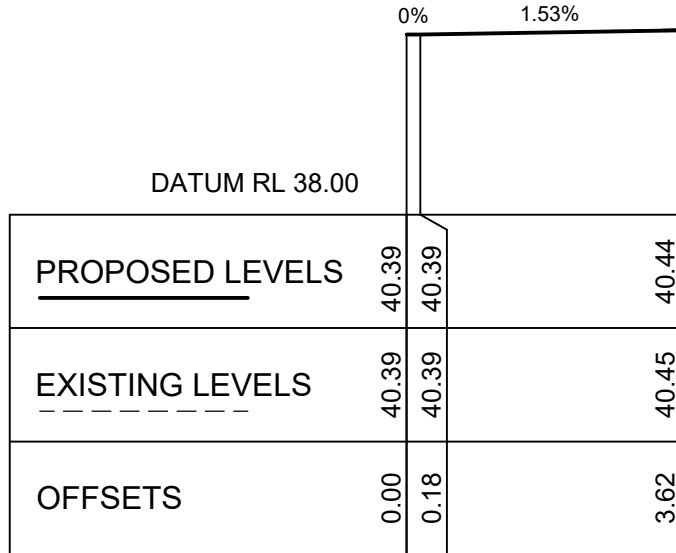 0% 1.53%
DATUM RL 38.00
PROPOSED LEVELS 40.39 40.39 40.44
EXISTING LEVELS 40.39 40.39 40.45
OFFSETS 0.00 0.18 3.62